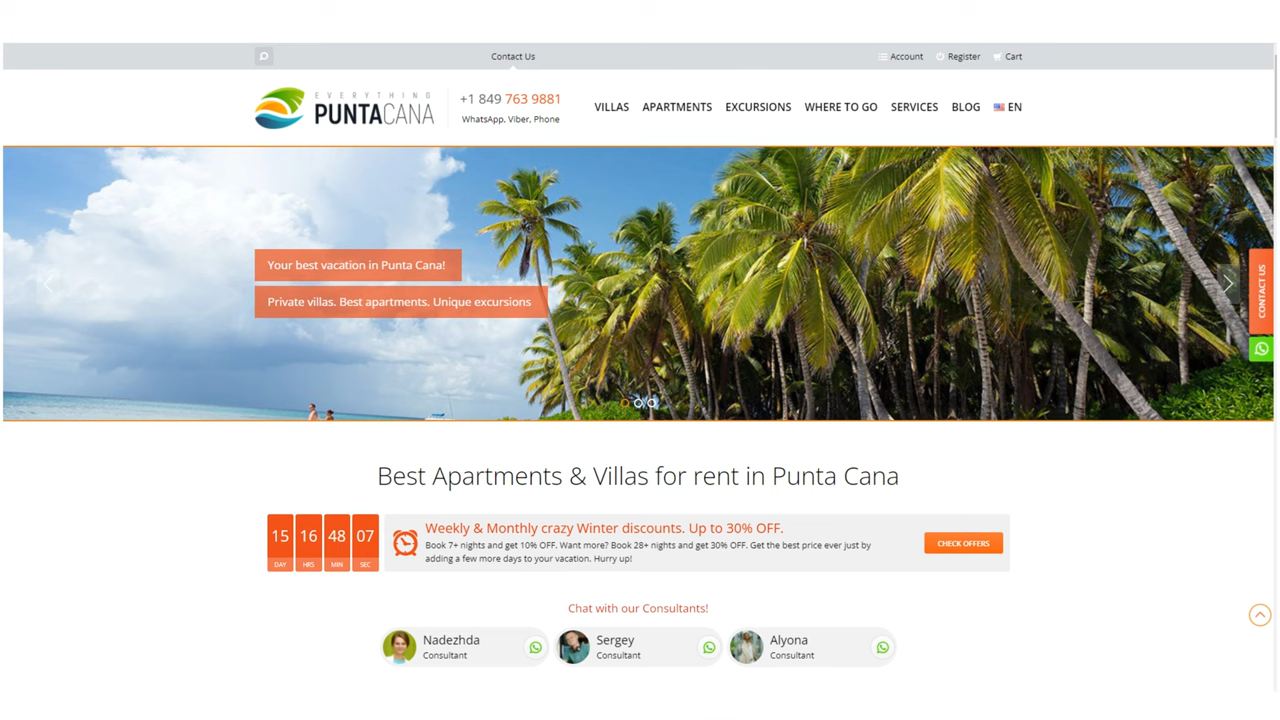 Contact Us
Account Register Cart
EVERYTHING
PUNTACANA
+1 849 763 9881
WhatsApp, Viber, Phone
VILLAS APARTMENTS EXCURSIONS WHERE TO GO SERVICES BLOG EN
Your best vacation in Punta Cana!
Private villas. Best apartments. Unique excursions
CONTACT US
Best Apartments & Villas for rent in Punta Cana
15 16 48 07
DAY HRS MIN SEC
Weekly & Monthly crazy Winter discounts. Up to 30% OFF.
Book 7+ nights and get 10% OFF. Want more? Book 28+ nights and get 30% OFF. Get the best price ever just by
adding a few more days to your vacation. Hurry up!
CHECK OFFERS
Chat with our Consultants!
Nadezhda
Consultant
Sergey
Consultant
Alyona
Consultant